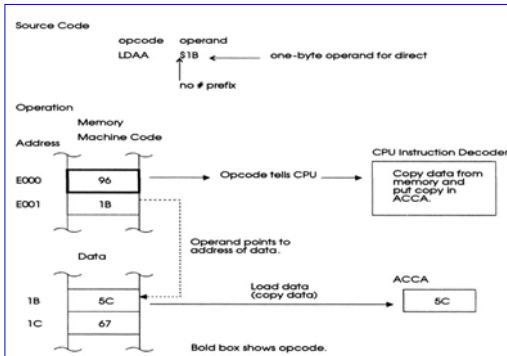 Source Code
opcode operand
LDAA $1B one-byte operand for direct
no # prefix
Operation
Memory
Machine Code
Address
CPU Instruction Decoder
E000 96 Opcode tells CPU Copy data from
memory and
put copy in
ACCA.
E001 1B
Operand points to
address of data.
Data
Load data
(copy data)
ACCA
1B 5C 5C
1C 67
Bold box shows opcode.